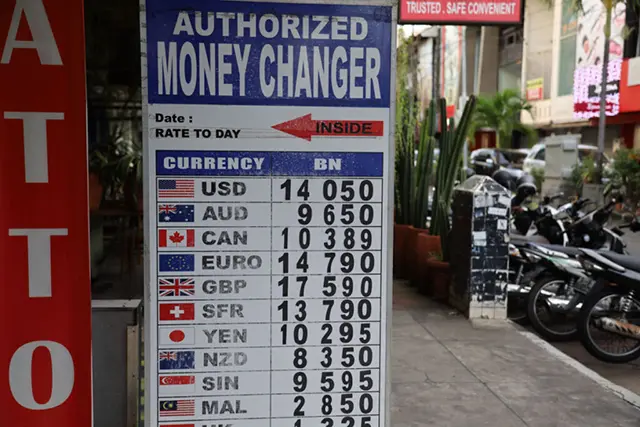 ATTO
AUTHORIZED
MONEY CHANGER
Date :
RATE TO DAY
INSIDE
CURRENCY BN
USD 14 050
AUD 9 650
CAN 10 389
EURO 14 790
GBP 17 590
SFR 13 790
YEN 10 295
NZD 8 350
SIN 9 595
MAL 2 850
TRUSTED . SAFE CONVENIENT